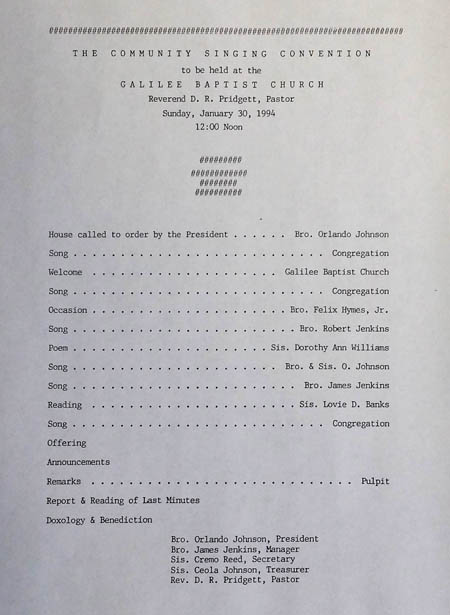 ################################################################################
THE COMMUNITY SINGING CONVENTION
to be held at the
GALILEE BAPTIST CHURCH
Reverend D. R. Pridgett, Pastor
Sunday, January 30, 1994
12:00 Noon
#########
############
########
##########
House called to order by the President . . . . . . Bro. Orlando Johnson
Song . . . . . . . . . . . . . . . . . . . . . . . . . . Congregation
Welcome . . . . . . . . . . . . . . . . . . . Galilee Baptist Church
Song . . . . . . . . . . . . . . . . . . . . . . . . . . Congregation
Occasion . . . . . . . . . . . . . . . . . . . . . . . Bro. Felix Hymes, Jr.
Song . . . . . . . . . . . . . . . . . . . . . . . Bro. Robert Jenkins
Poem . . . . . . . . . . . . . . . . . . . . Sis. Dorothy Ann Williams
Song . . . . . . . . . . . . . . . . . . . . . Bro. & Sis. O. Johnson
Song . . . . . . . . . . . . . . . . . . . . . . . . . . Bro. James Jenkins
Reading . . . . . . . . . . . . . . . . . . . . . Sis. Lovie D. Banks
Song . . . . . . . . . . . . . . . . . . . . . . . . . . Congregation
Offering
Announcements
Remarks . . . . . . . . . . . . . . . . . . . . . . . . . . . Pulpit
Report & Reading of Last Minutes
Doxology & Benediction
Bro. Orlando Johnson, President
Bro. James Jenkins, Manager
Sis. Cremo Reed, Secretary
Sis. Ceola Johnson, Treasurer
Rev. D. R. Pridgett, Pastor